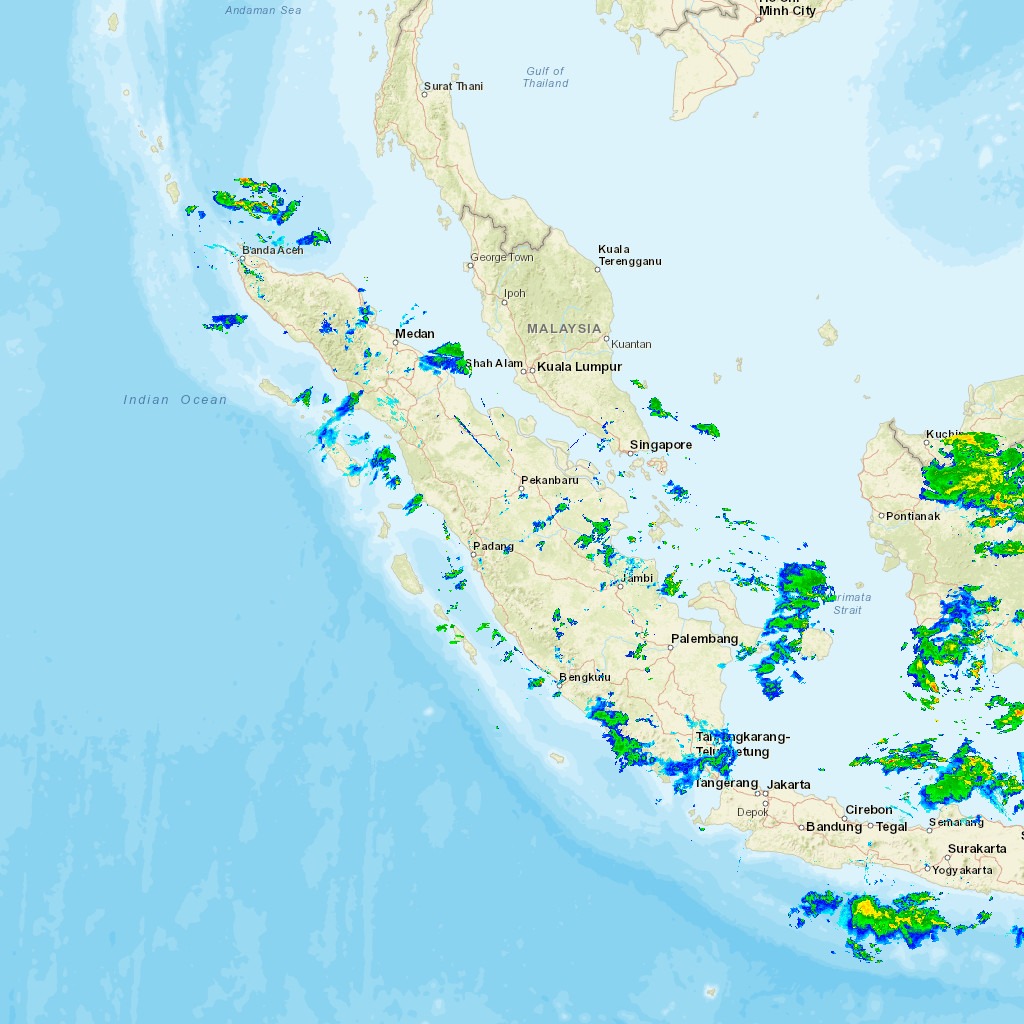 Andaman Sea
Minh City
Gulf of
Thailand
Surat Thani
Banda Aceh
George Town
Kuala
Terengganu
Ipoh
MALAYSIA
Medan
Kuantan
Shah Alam
Kuala Lumpur
Indian Ocean
Kuchin
Singapore
Pekanbaru
Pontianak
Padang
Jambi
rimata
Strait
Palembang
Bengkulu
Tangerang
Jakarta
Depok
Cirebon
Bandung
Tegal
Semarang
Surakarta
Yogyakarta